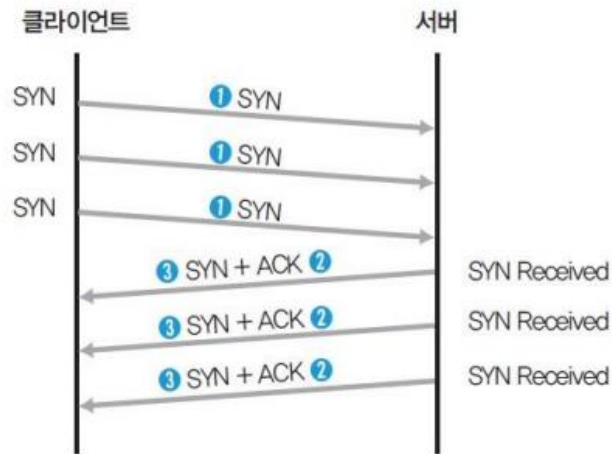 클라이언트 서버
SYN ❶ SYN
SYN ❶ SYN
SYN ❶ SYN
❸ SYN + ACK ❷ SYN Received
❸ SYN + ACK ❷ SYN Received
❸ SYN + ACK ❷ SYN Received